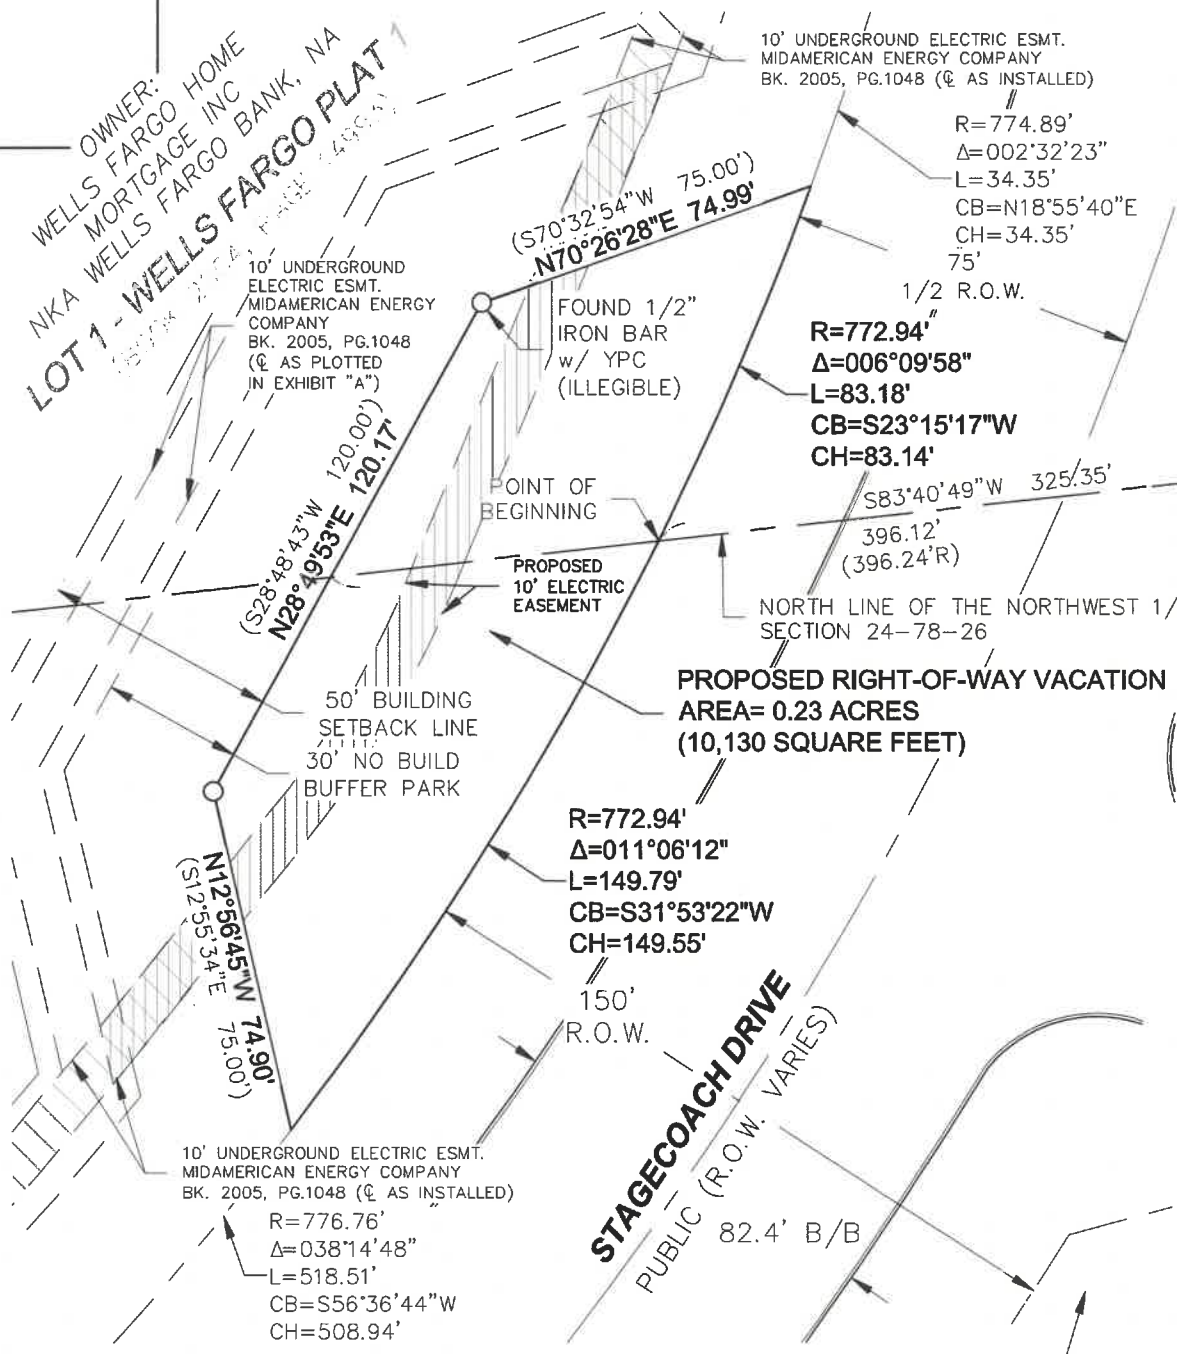 OWNER:
WELLS FARGO HOME
MORTGAGE INC
NKA WELLS FARGO BANK, NA
LOT 1 - WELLS FARGO PLAT 1
10' UNDERGROUND ELECTRIC ESMT.
MIDAMERICAN ENERGY COMPANY
BK. 2005, PG.1048 (℄ AS INSTALLED)
R=774.89'
Δ=002°32'23"
L=34.35'
CB=N18°55'40"E
CH=34.35'
75'
1/2 R.O.W.
(S70°32'54"W 75.00')
N70°26'28"E 74.99'
10' UNDERGROUND
ELECTRIC ESMT.
MIDAMERICAN ENERGY
COMPANY
BK. 2005, PG.1048
(℄ AS PLOTTED
IN EXHIBIT "A")
FOUND 1/2"
IRON BAR
w/ YPC
(ILLEGIBLE)
R=772.94'
Δ=006°09'58"
L=83.18'
CB=S23°15'17"W
CH=83.14'
(S28°48'43"W 120.00')
N28°49'53"E 120.17'
POINT OF
BEGINNING
S83°40'49"W 325.35'
396.12'
(396.24'R)
PROPOSED
10' ELECTRIC
EASEMENT
NORTH LINE OF THE NORTHWEST 1/
SECTION 24-78-26
PROPOSED RIGHT-OF-WAY VACATION
AREA= 0.23 ACRES
(10,130 SQUARE FEET)
50' BUILDING
SETBACK LINE
30' NO BUILD
BUFFER PARK
R=772.94'
Δ=011°06'12"
L=149.79'
CB=S31°53'22"W
CH=149.55'
N12°56'45"W 74.90'
(S12°55'34"E 75.00')
150'
R.O.W.
STAGECOACH DRIVE
PUBLIC (R.O.W. VARIES)
82.4' B/B
10' UNDERGROUND ELECTRIC ESMT.
MIDAMERICAN ENERGY COMPANY
BK. 2005, PG.1048 (℄ AS INSTALLED)
R=776.76'
Δ=038°14'48"
L=518.51'
CB=S56°36'44"W
CH=508.94'